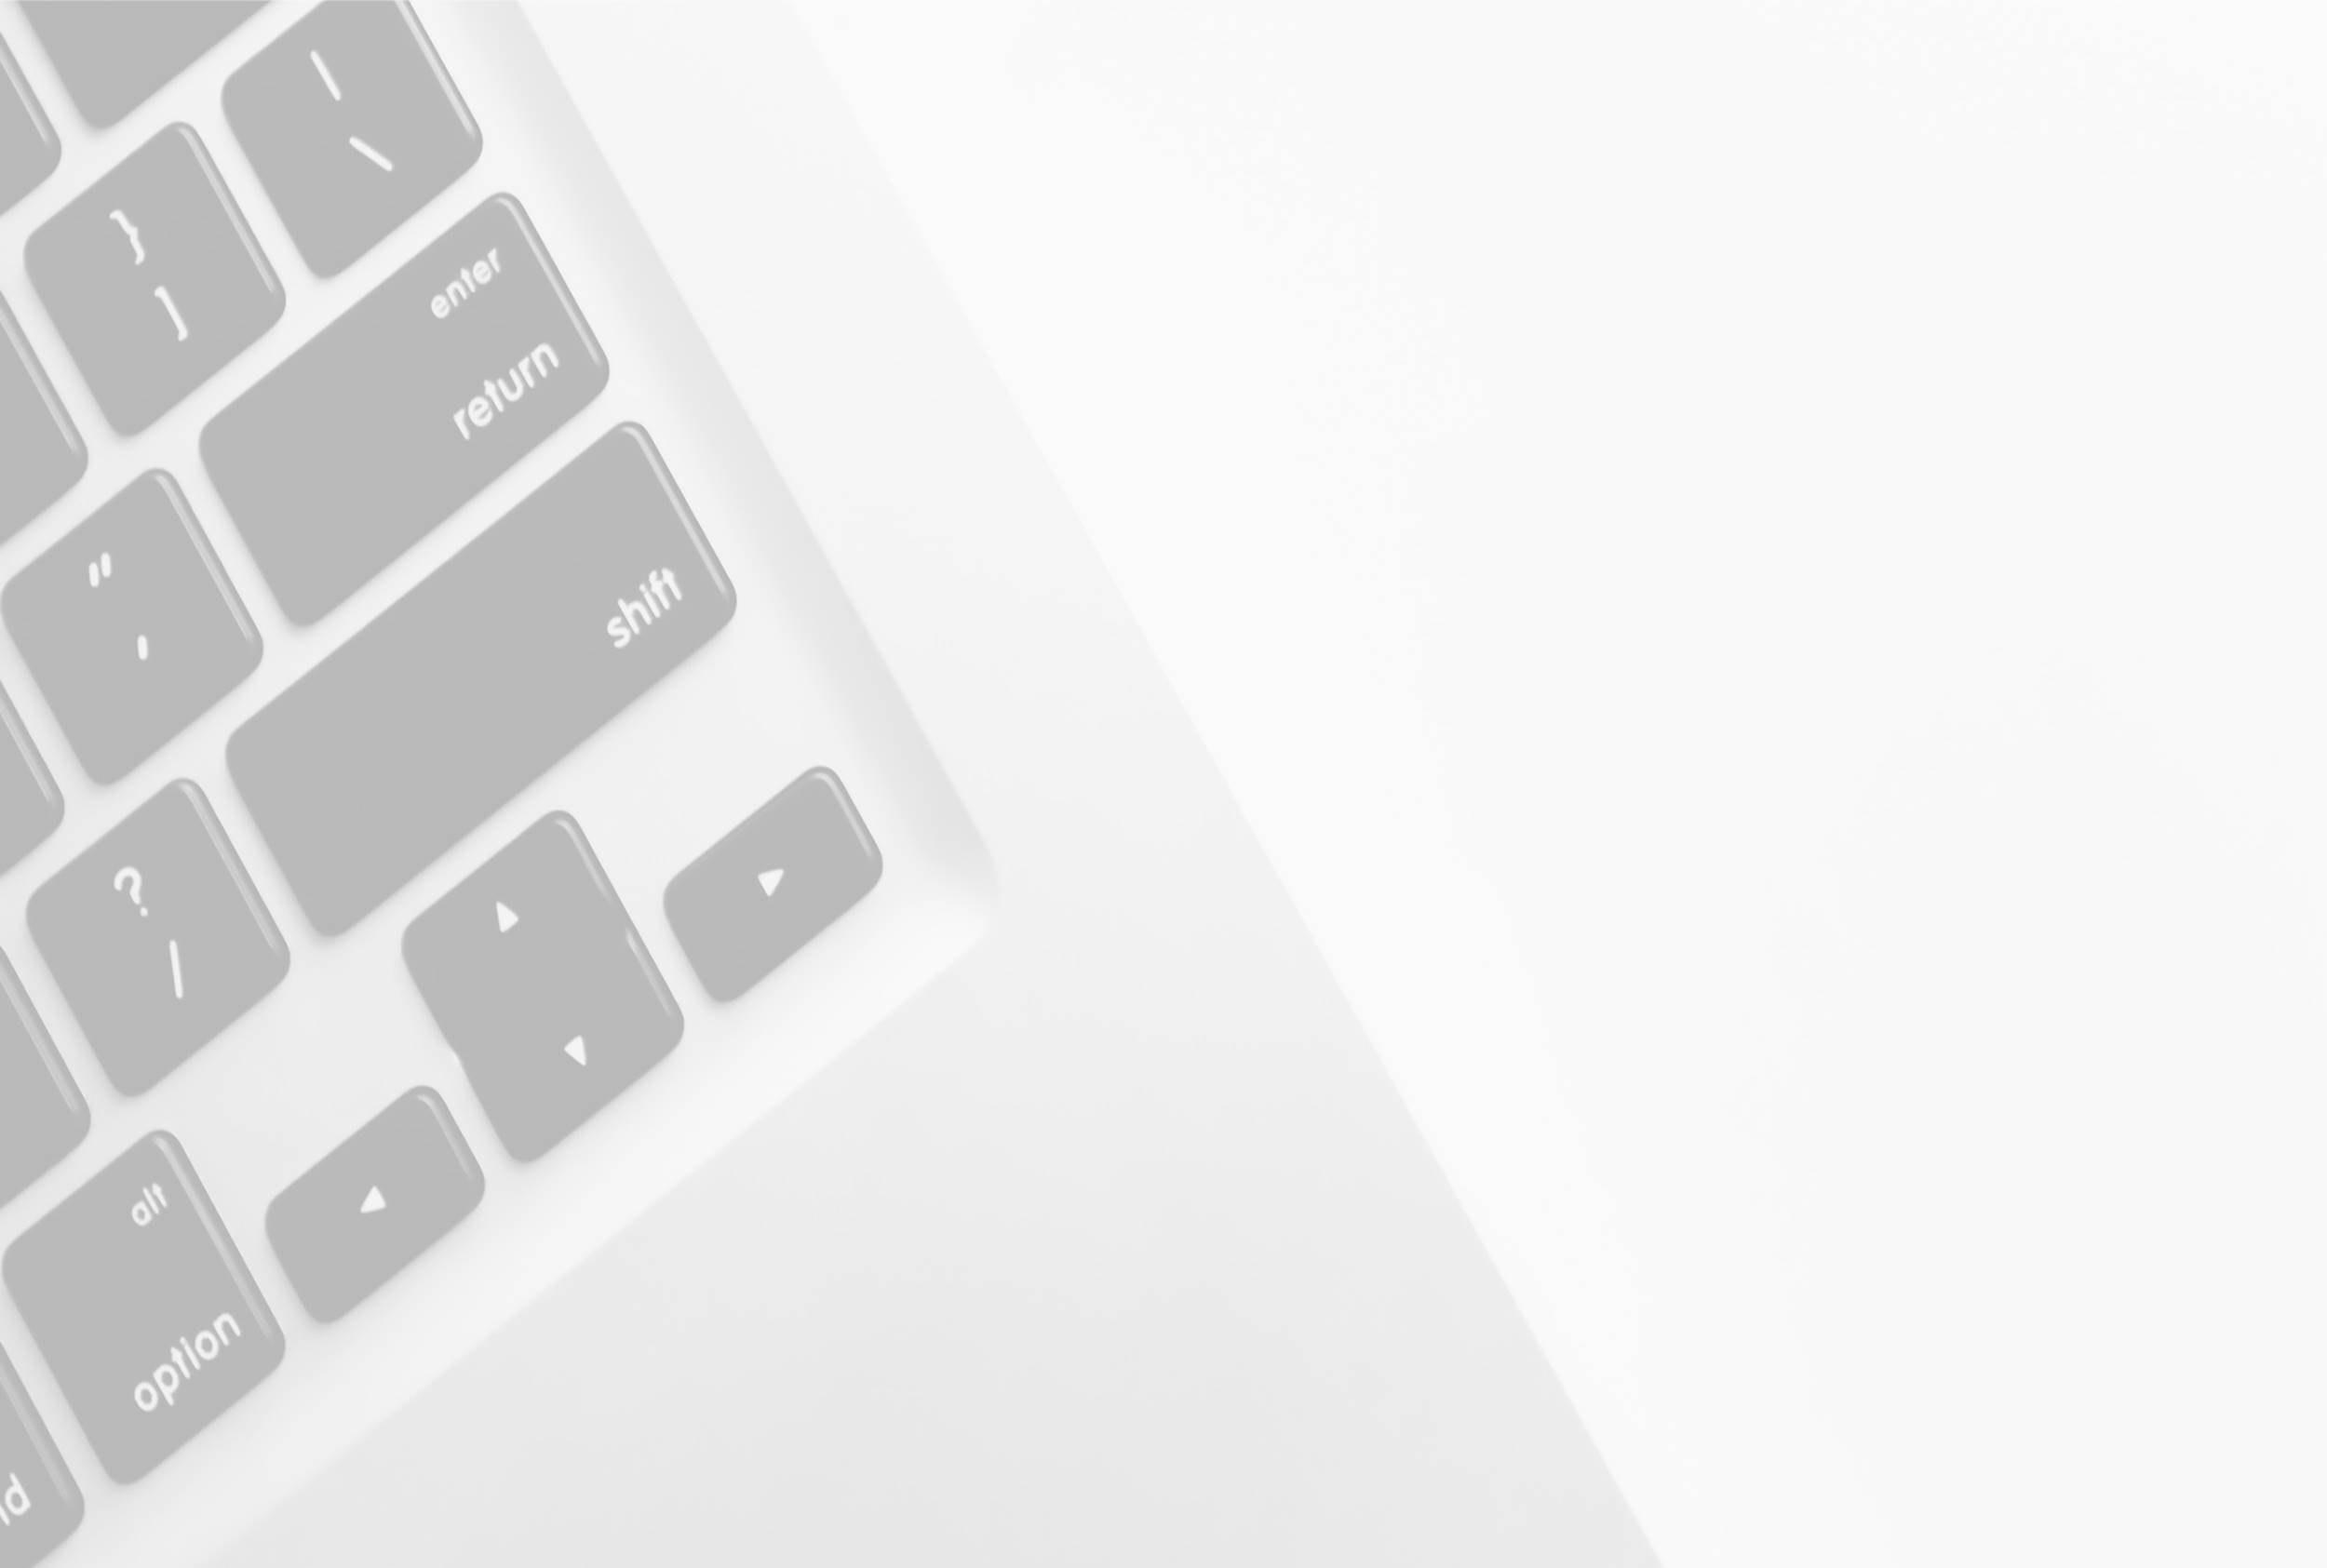 |
\
}
]
enter
return
"
'
shift
?
/
alt
option